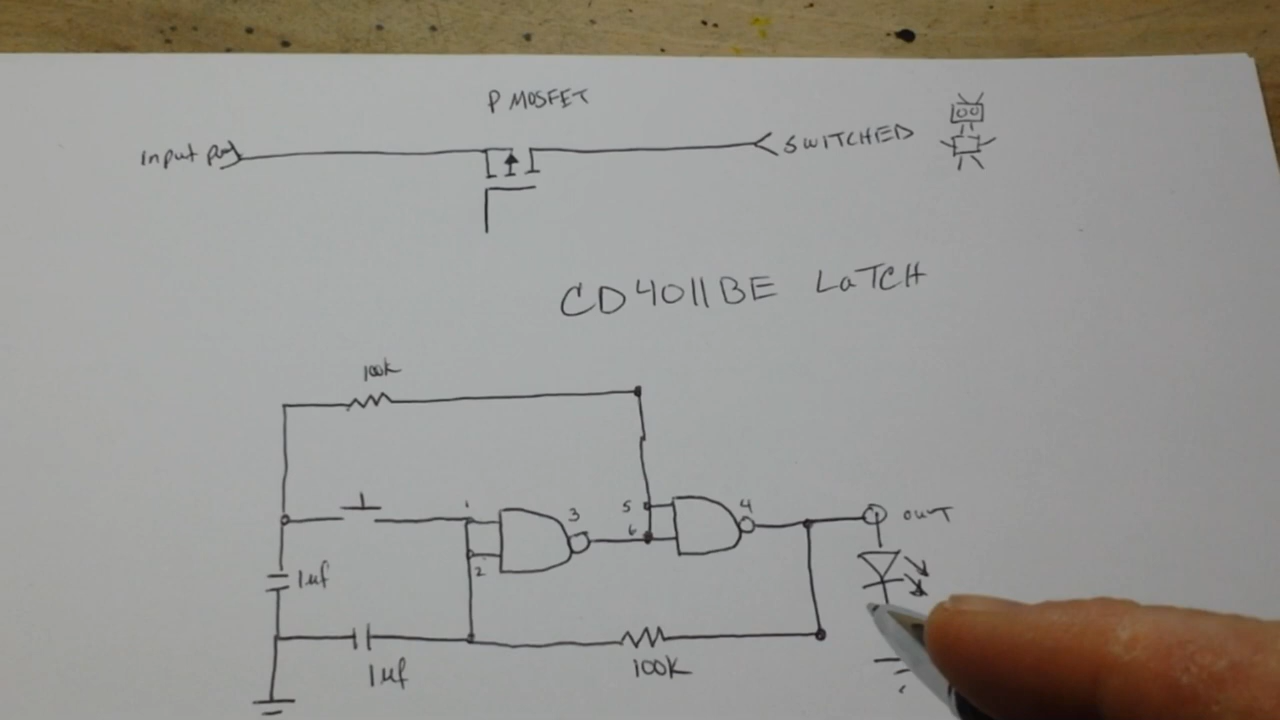 P MOSFET
Input
SWITCHED
CD4011BE LaTCH
100K
1 3 5 4
2 6
OUT
1uf
1uf
100K